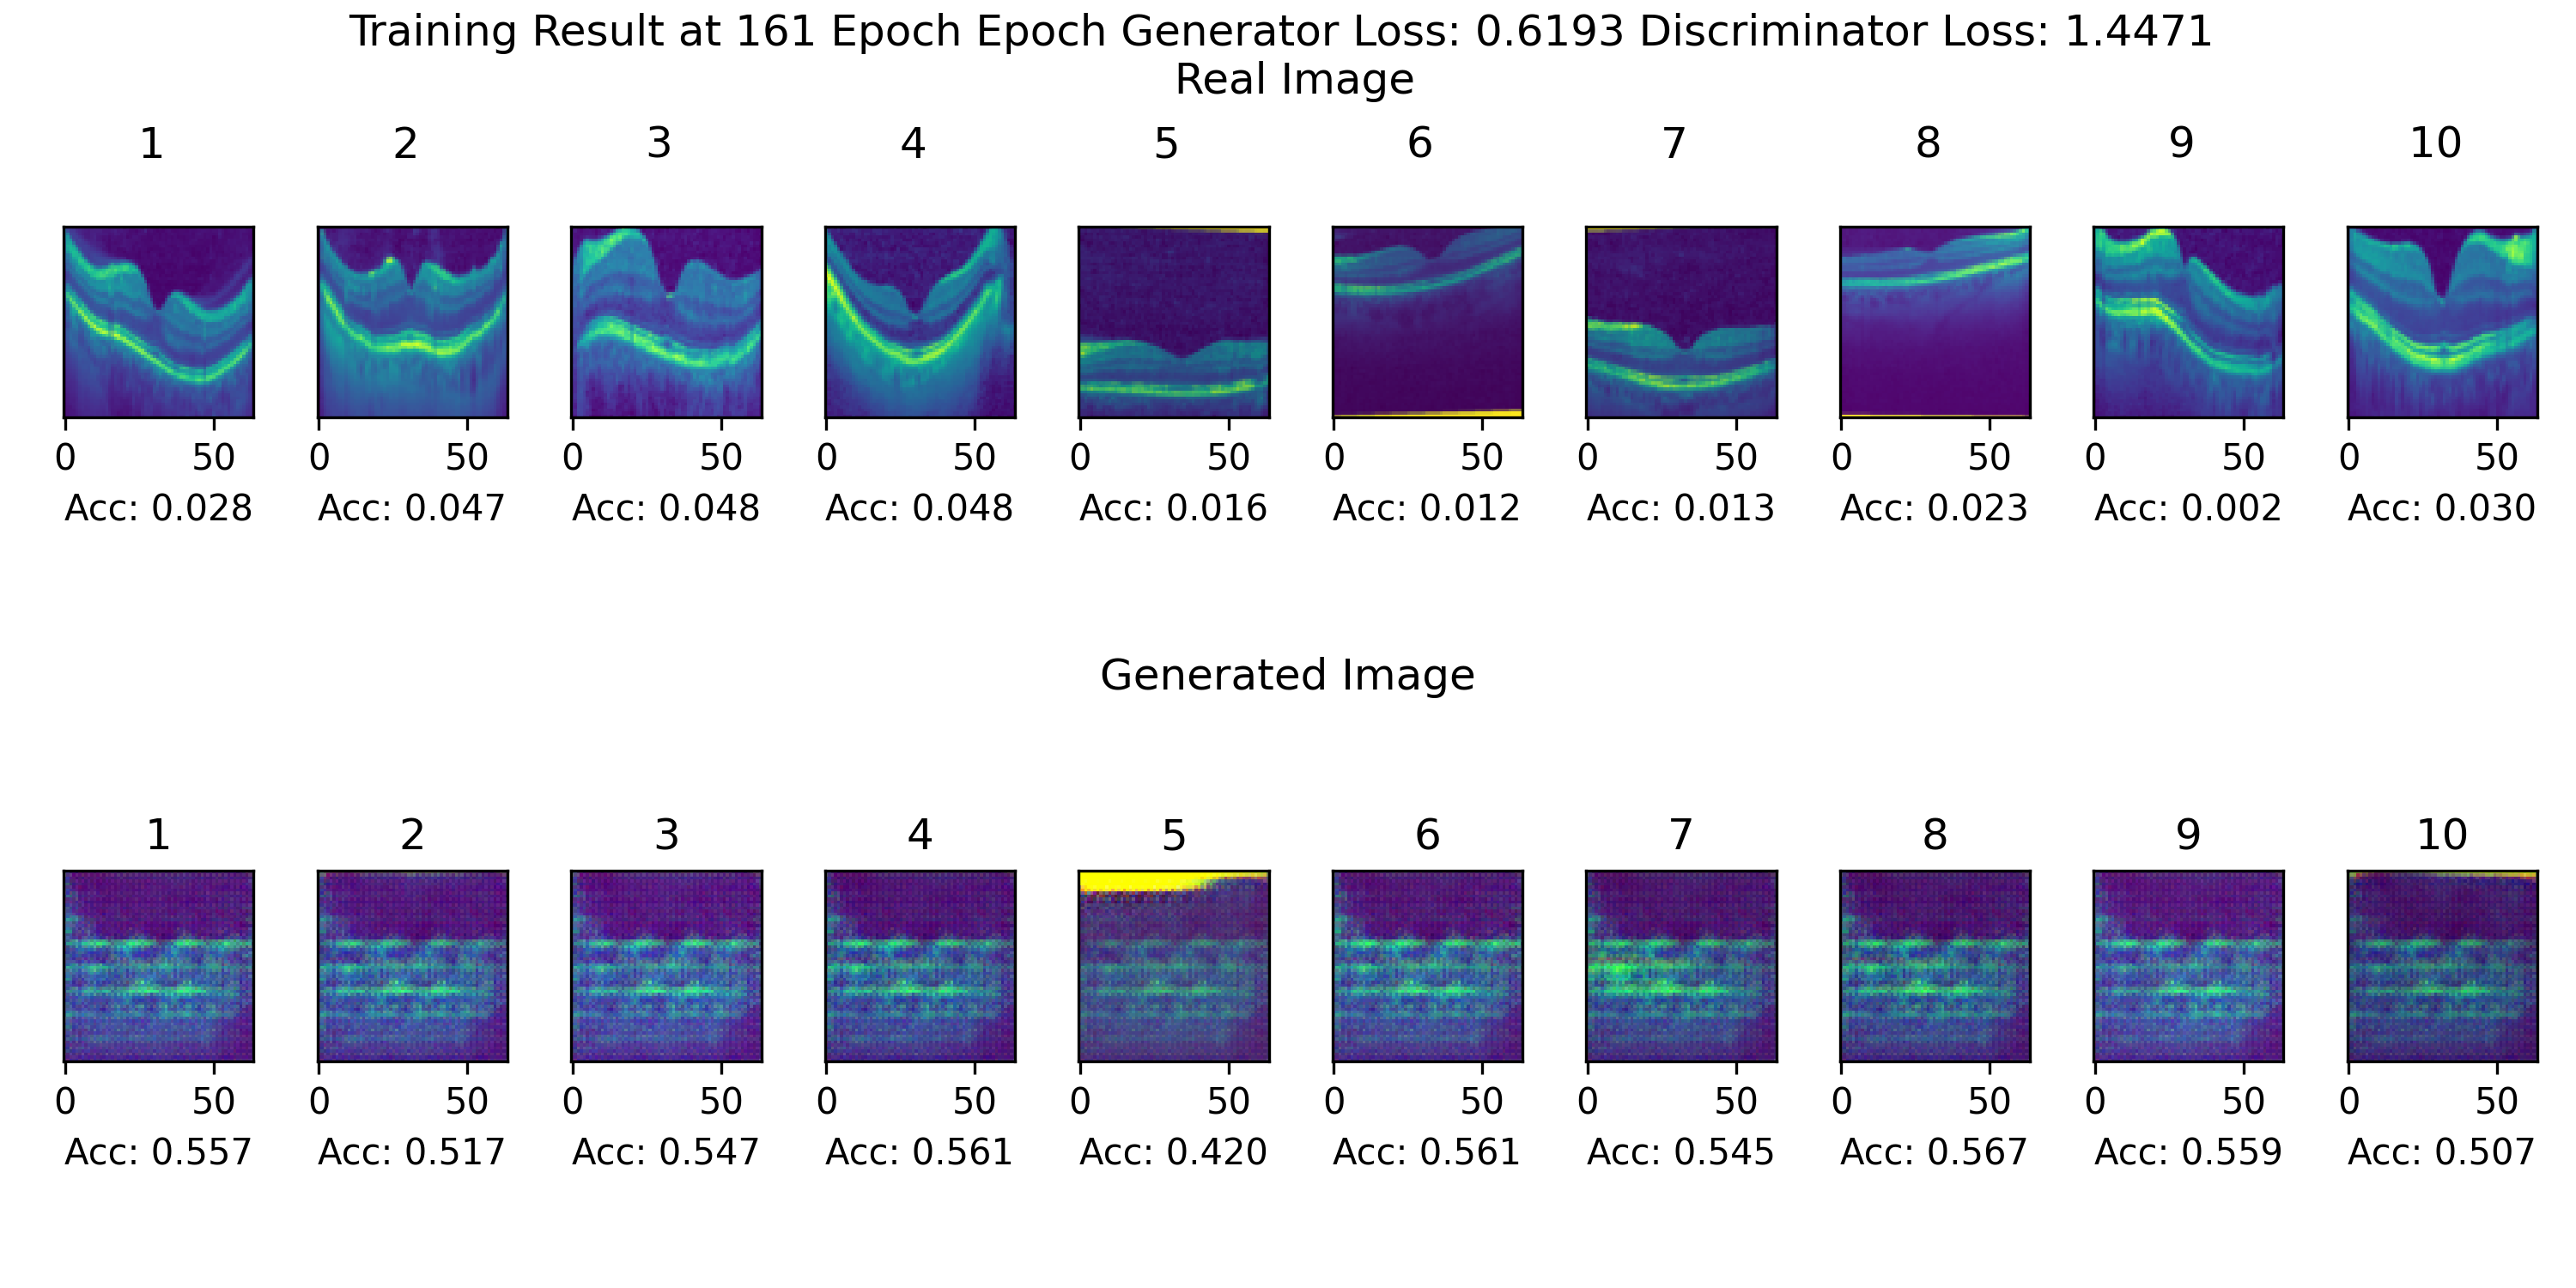 Training Result at 161 Epoch Epoch Generator Loss: 0.6193 Discriminator Loss: 1.4471
Real Image
1 2 3 4 5 6 7 8 9 10
0 50 0 50 0 50 0 50 0 50 0 50 0 50 0 50 0 50 0 50
Acc: 0.028 Acc: 0.047 Acc: 0.048 Acc: 0.048 Acc: 0.016 Acc: 0.012 Acc: 0.013 Acc: 0.023 Acc: 0.002 Acc: 0.030
Generated Image
1 2 3 4 5 6 7 8 9 10
0 50 0 50 0 50 0 50 0 50 0 50 0 50 0 50 0 50 0 50
Acc: 0.557 Acc: 0.517 Acc: 0.547 Acc: 0.561 Acc: 0.420 Acc: 0.561 Acc: 0.545 Acc: 0.567 Acc: 0.559 Acc: 0.507